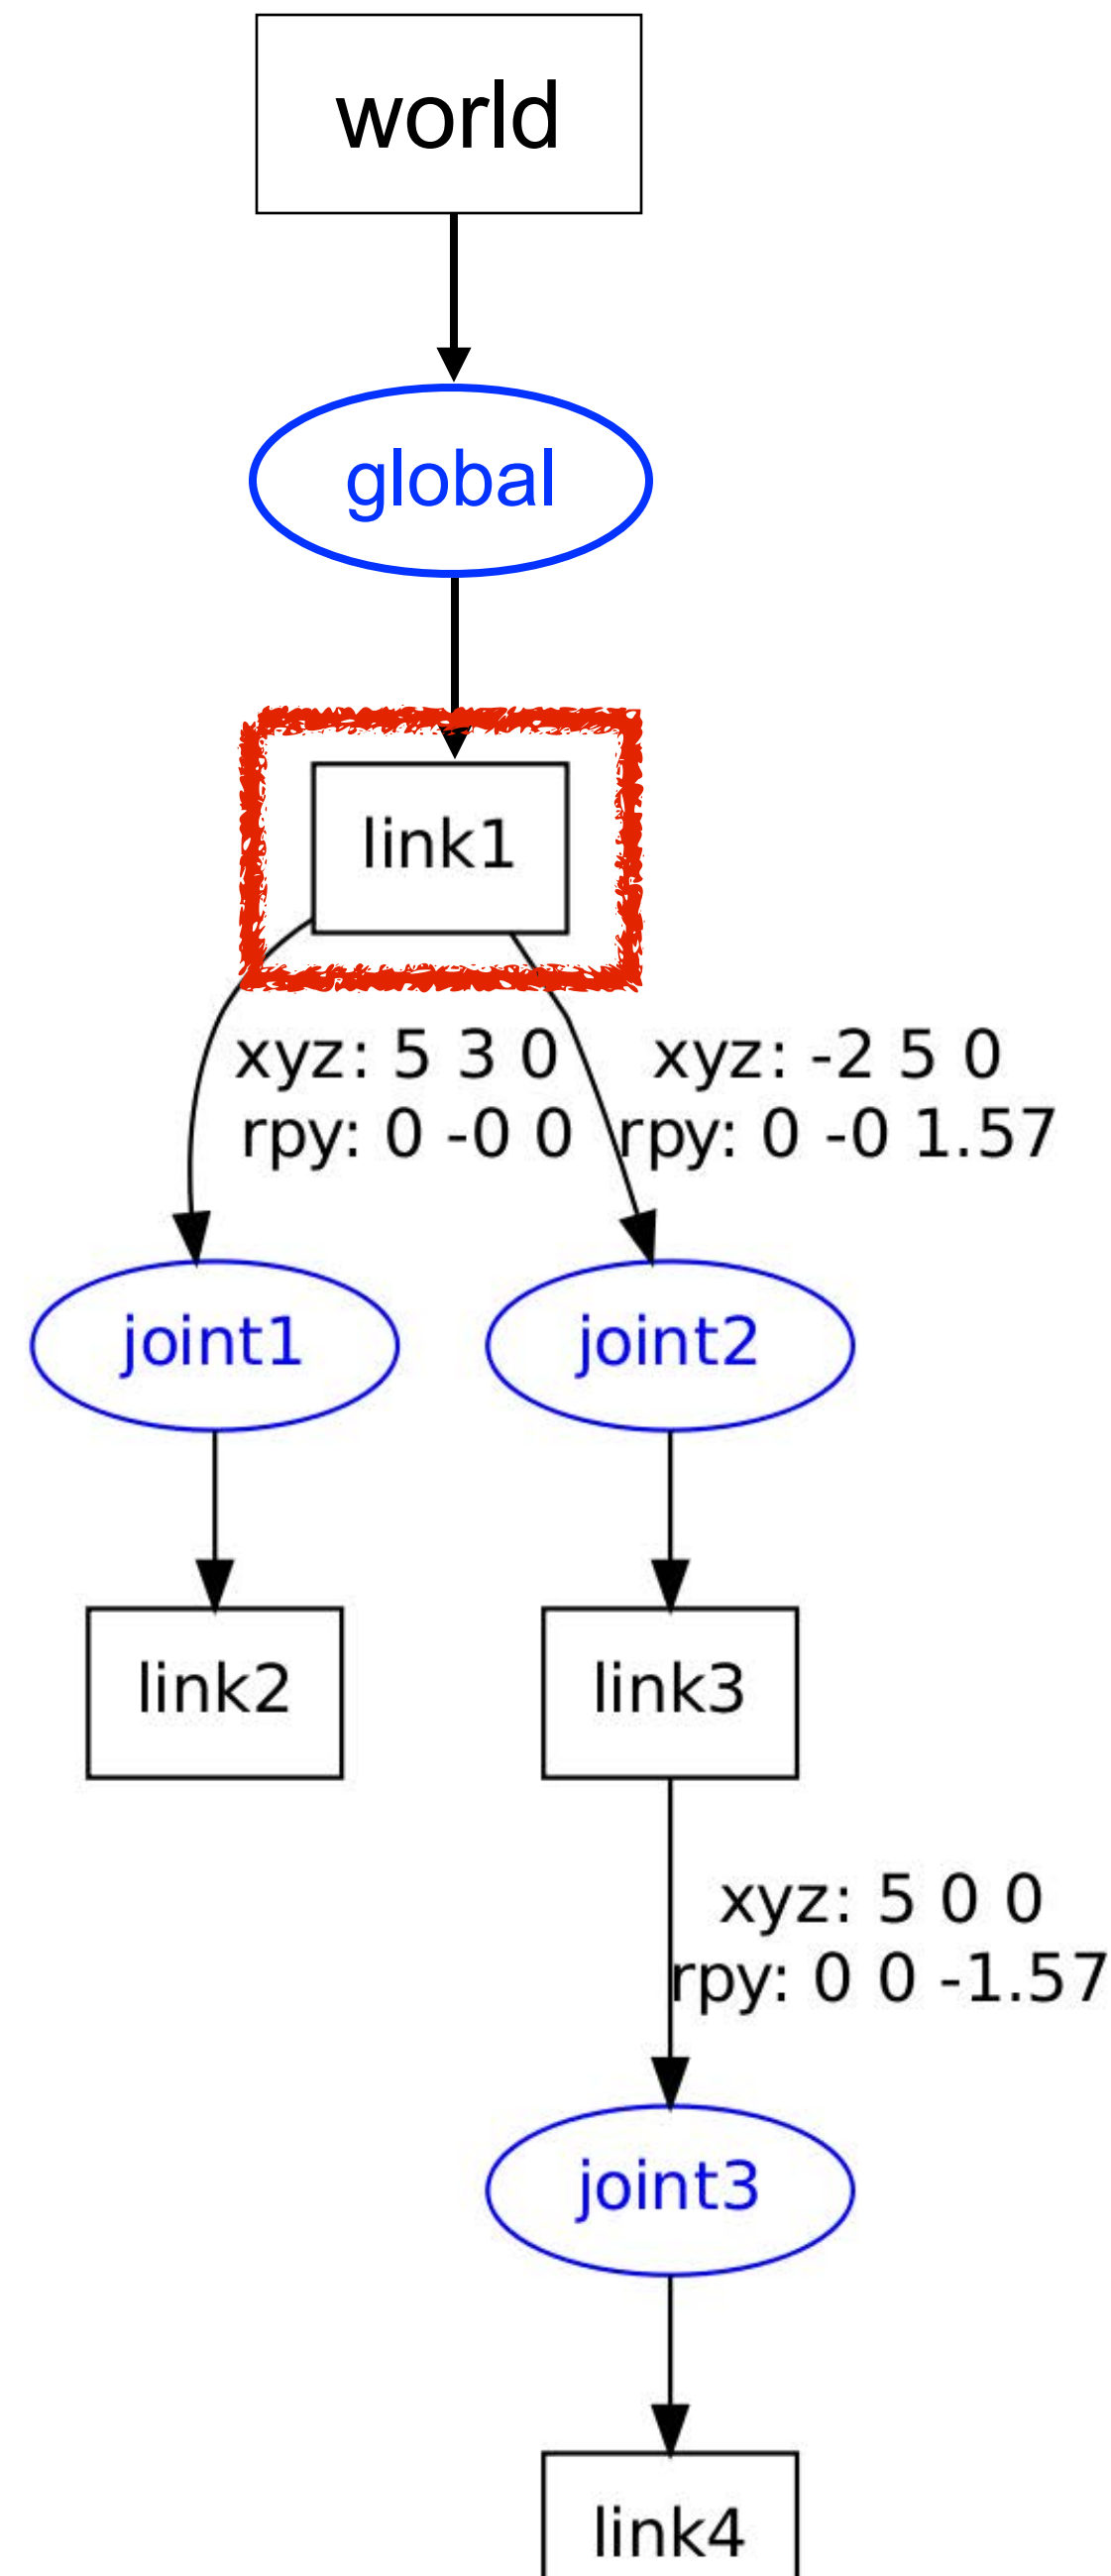 world
global
link1
xyz: 5 3 0
rpy: 0 -0 0
xyz: -2 5 0
rpy: 0 -0 1.57
joint1
joint2
link2
link3
xyz: 5 0 0
rpy: 0 0 -1.57
joint3
link4